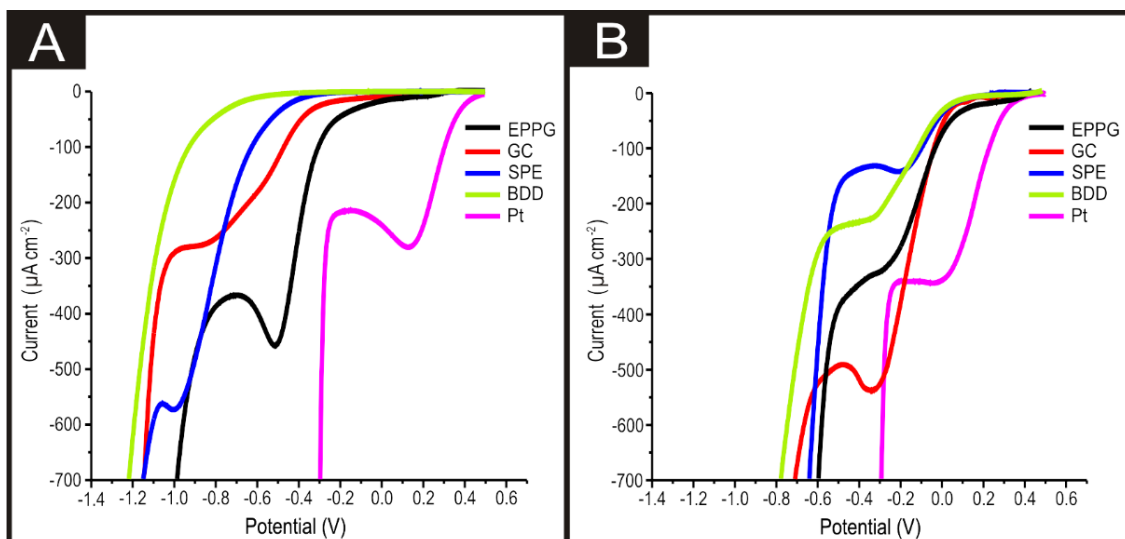 A
0
-100
-200
-300
-400
-500
-600
-700
-1.4 -1.2 -1.0 -0.8 -0.6 -0.4 -0.2 0.0 0.2 0.4 0.6
Current (µA cm⁻²)
Potential (V)
EPPG
GC
SPE
BDD
Pt
B
0
-100
-200
-300
-400
-500
-600
-700
-1.4 -1.2 -1.0 -0.8 -0.6 -0.4 -0.2 0.0 0.2 0.4 0.6
Current (µA cm⁻²)
Potential (V)
EPPG
GC
SPE
BDD
Pt